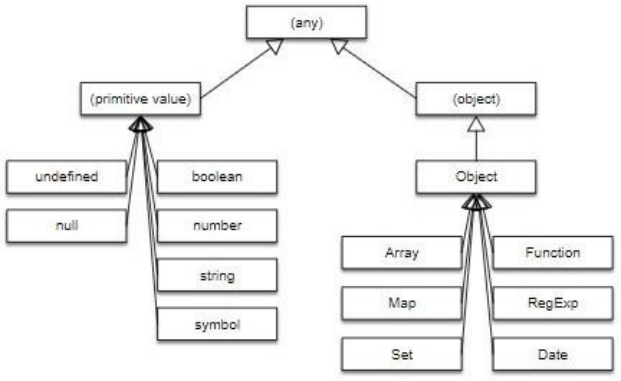 (any)
(primitive value)
(object)
undefined
boolean
Object
null
number
string
symbol
Array
Function
Map
RegExp
Set
Date